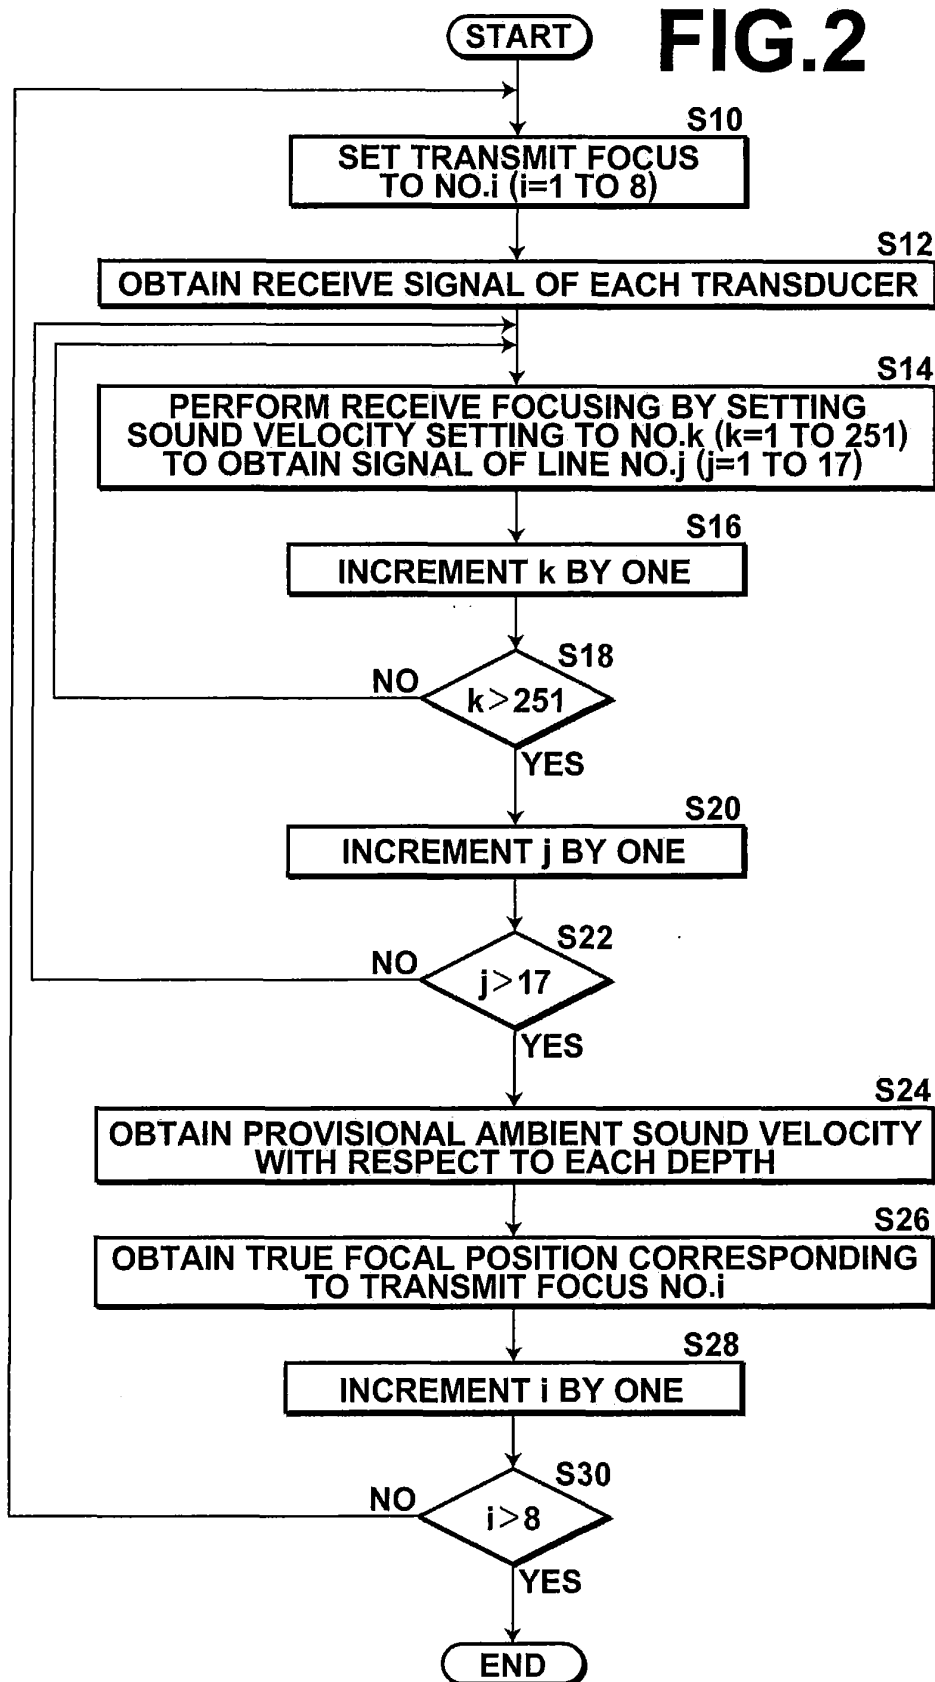 FIG.2
START
S10
SET TRANSMIT FOCUS
TO NO.i (i=1 TO 8)
S12
OBTAIN RECEIVE SIGNAL OF EACH TRANSDUCER
S14
PERFORM RECEIVE FOCUSING BY SETTING
SOUND VELOCITY SETTING TO NO.k (k=1 TO 251)
TO OBTAIN SIGNAL OF LINE NO.j (j=1 TO 17)
S16
INCREMENT k BY ONE
S18
NO
k>251
YES
S20
INCREMENT j BY ONE
S22
NO
j>17
YES
S24
OBTAIN PROVISIONAL AMBIENT SOUND VELOCITY
WITH RESPECT TO EACH DEPTH
S26
OBTAIN TRUE FOCAL POSITION CORRESPONDING
TO TRANSMIT FOCUS NO.i
S28
INCREMENT i BY ONE
S30
NO
i>8
YES
END